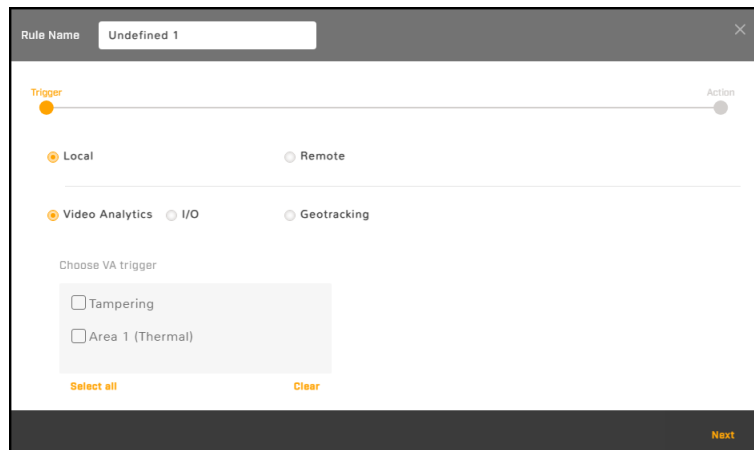 Rule Name Undefined 1
Trigger Action
Local Remote
Video Analytics I/O Geotracking
Choose VA trigger
Tampering
Area 1 (Thermal)
Select all Clear
Next